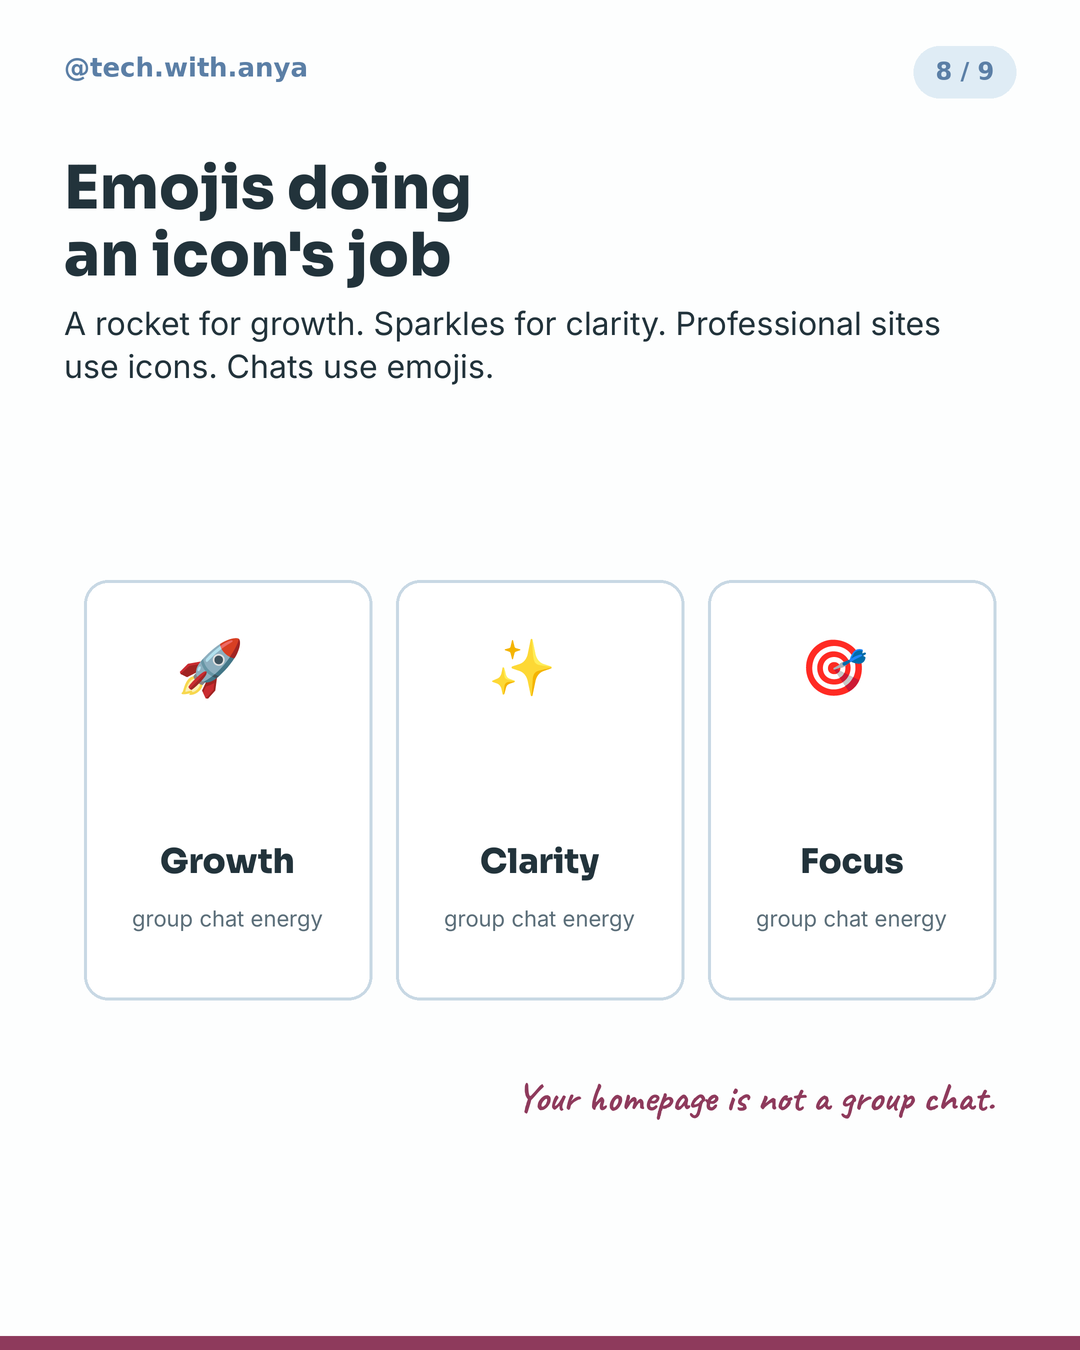 @tech.with.anya
8 / 9
Emojis doing
an icon's job
A rocket for growth. Sparkles for clarity. Professional sites
use icons. Chats use emojis.
Growth
group chat energy
Clarity
group chat energy
Focus
group chat energy
Your homepage is not a group chat.